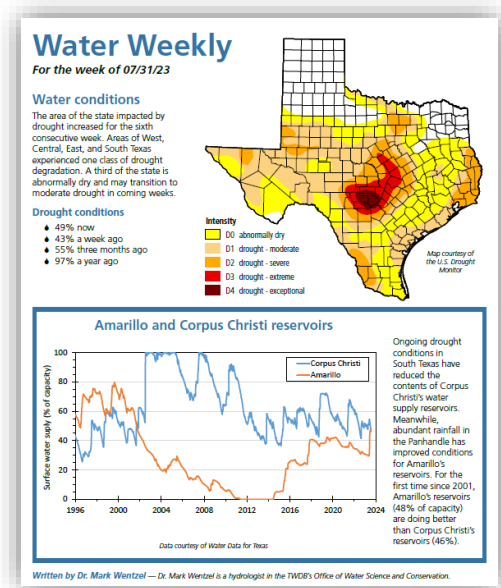 Water Weekly
For the week of 07/31/23
Water conditions
The area of the state impacted by
drought increased for the sixth
consecutive week. Areas of West,
Central, East, and South Texas
experienced one class of drought
degradation. A third of the state is
abnormally dry and may transition to
moderate drought in coming weeks.
Drought conditions
49% now
43% a week ago
55% three months ago
97% a year ago
Intensity
D0 abnormally dry
D1 drought - moderate
D2 drought - severe
D3 drought - extreme
D4 drought - exceptional
Map courtesy of
the U.S. Drought
Monitor
Amarillo and Corpus Christi reservoirs
Surface water suply (% of capacity)
100
80
60
40
20
0
1996 2000 2004 2008 2012 2016 2020 2024
Corpus Christi
Amarillo
Data courtesy of Water Data for Texas
Ongoing drought
conditions in
South Texas have
reduced the
contents of Corpus
Christi's water
supply reservoirs.
Meanwhile,
abundant rainfall in
the Panhandle has
improved conditions
for Amarillo's
reservoirs. For the
first time since 2001,
Amarillo's reservoirs
(48% of capacity)
are doing better
than Corpus Christi's
reservoirs (46%).
Written by Dr. Mark Wentzel — Dr. Mark Wentzel is a hydrologist in the TWDB's Office of Water Science and Conservation.